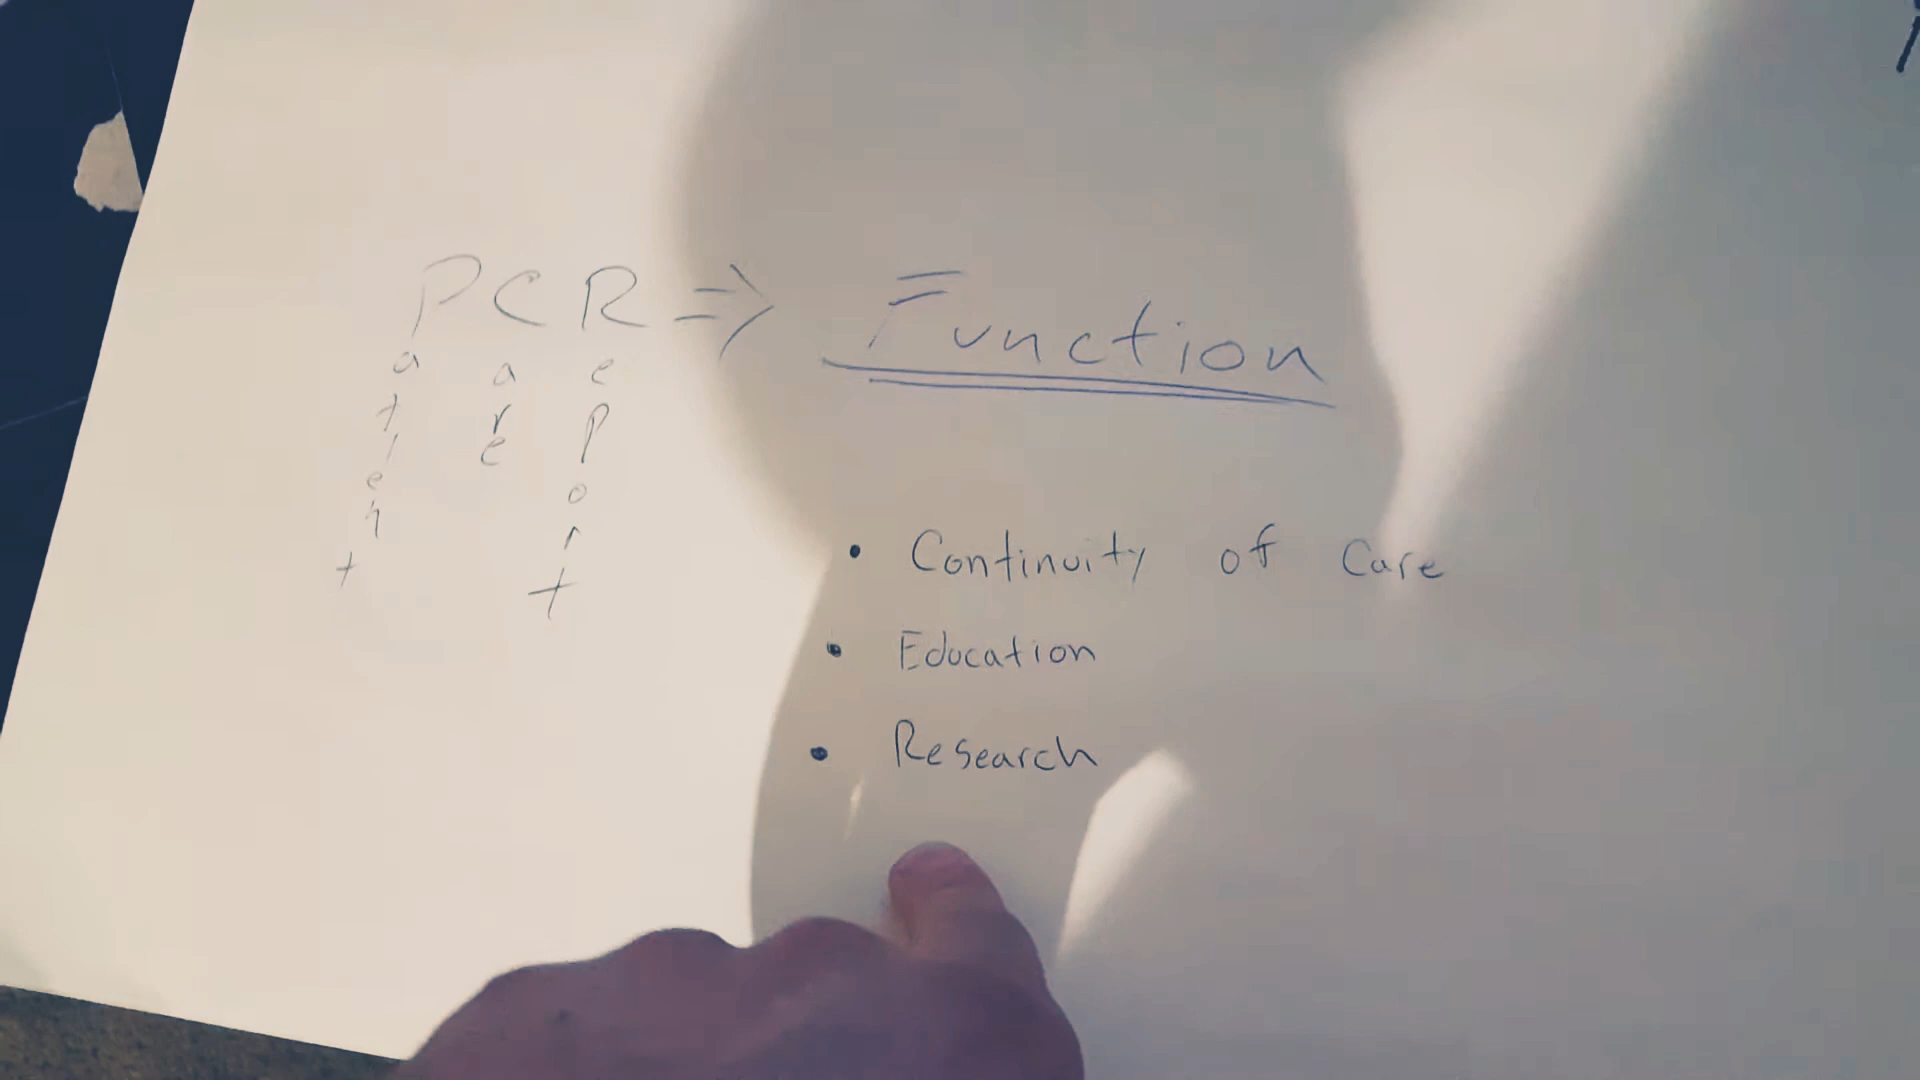 PCR => Function
Patient
Care
Report
• Continuity of Care
• Education
• Research